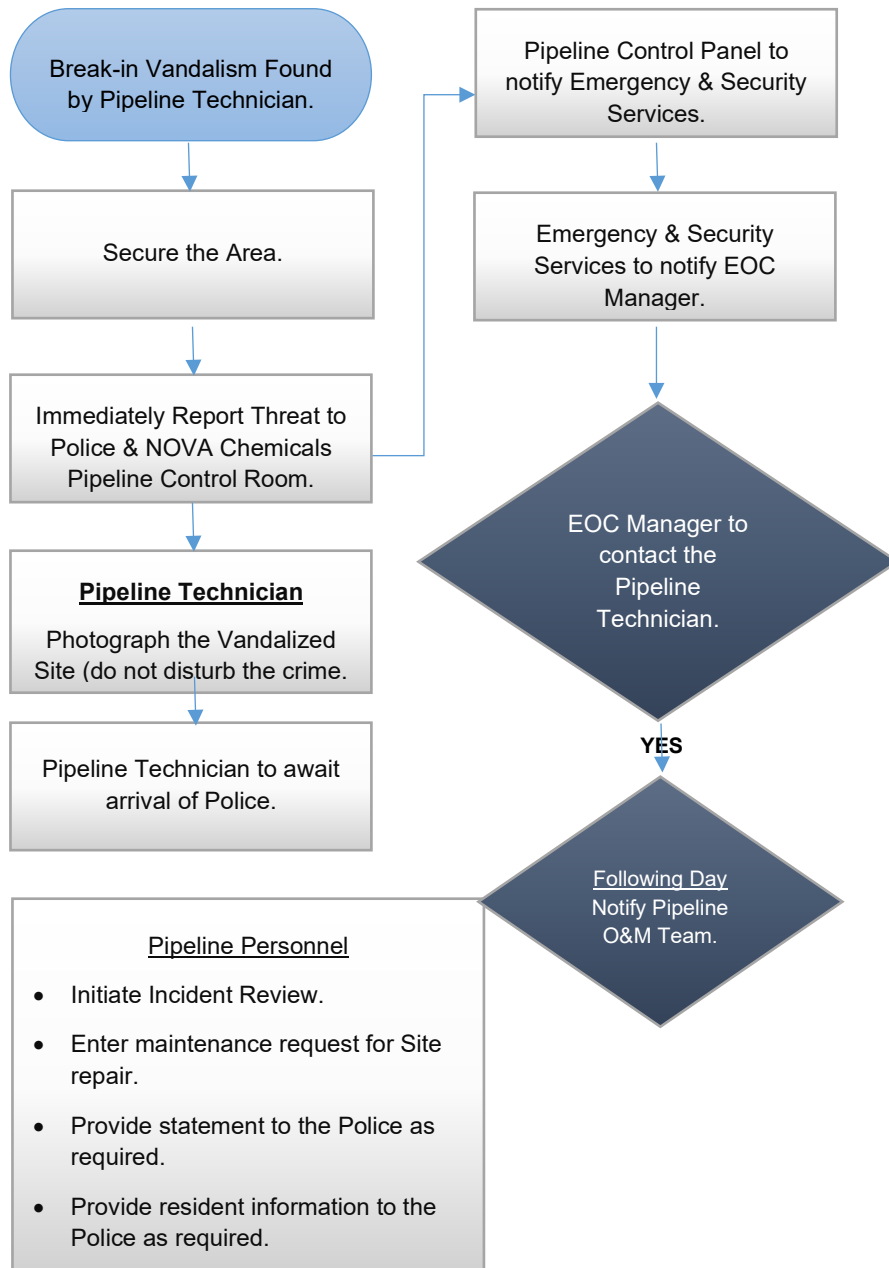 Break-in Vandalism Found
by Pipeline Technician.
Secure the Area.
Immediately Report Threat to
Police & NOVA Chemicals
Pipeline Control Room.
Pipeline Technician
Photograph the Vandalized
Site (do not disturb the crime.
Pipeline Technician to await
arrival of Police.
Pipeline Control Panel to
notify Emergency & Security
Services.
Emergency & Security
Services to notify EOC
Manager.
EOC Manager to
contact the
Pipeline
Technician.
YES
Following Day
Notify Pipeline
O&M Team.
Pipeline Personnel
• Initiate Incident Review.
• Enter maintenance request for Site
repair.
• Provide statement to the Police as
required.
• Provide resident information to the
Police as required.